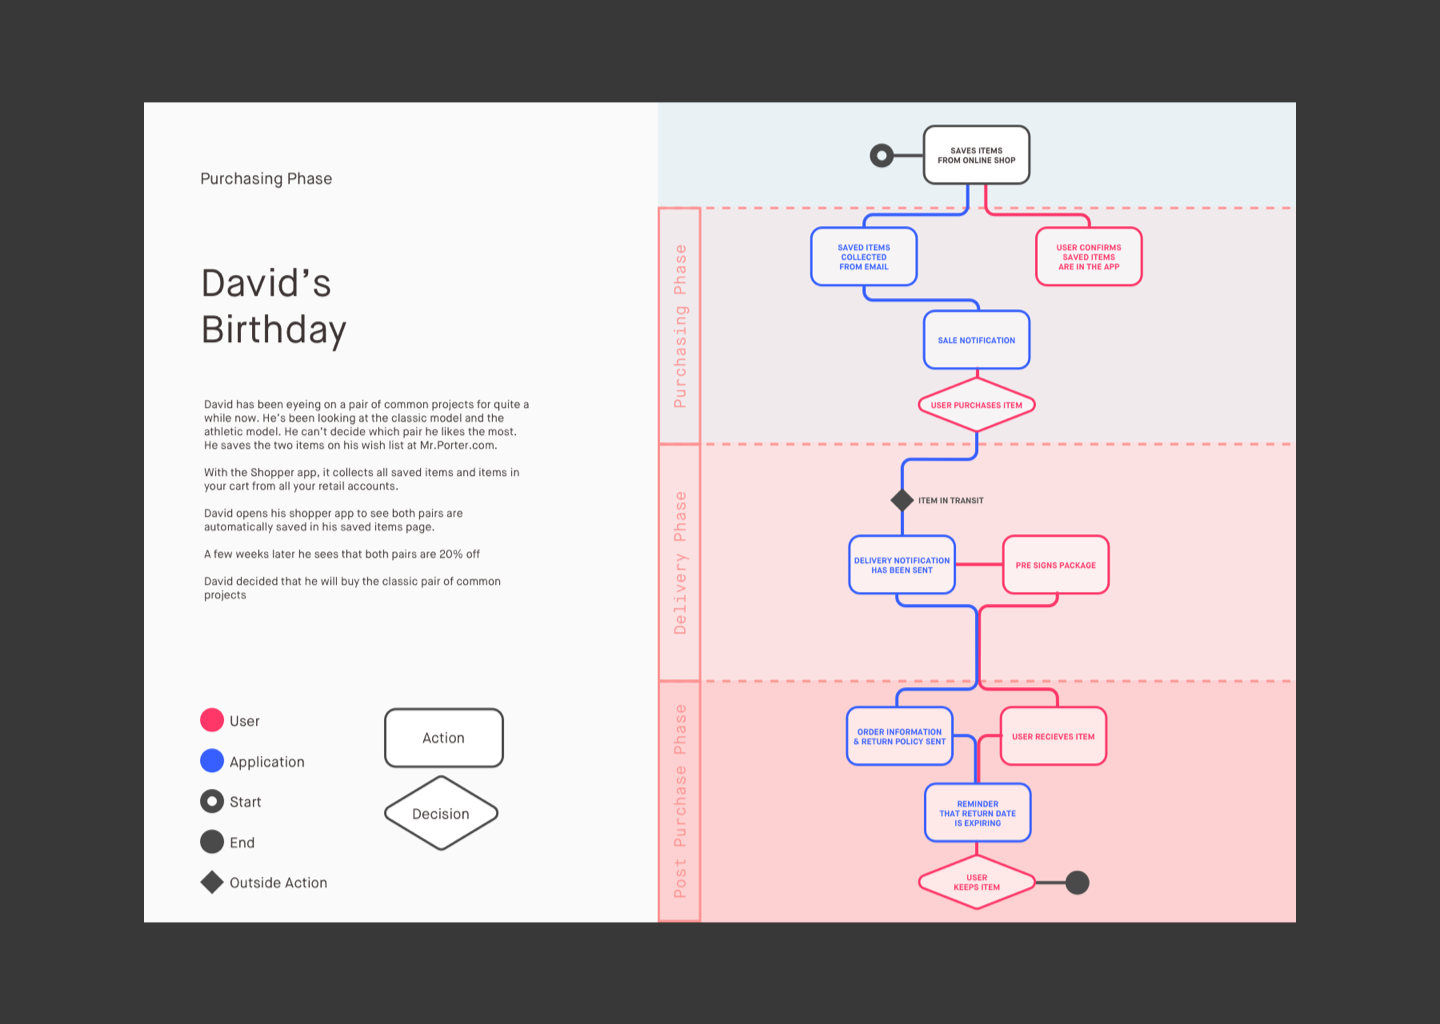 Purchasing Phase
David's
Birthday
David has been eyeing on a pair of common projects for quite a
while now. He's been looking at the classic model and the
athletic model. He can't decide which pair he likes the most.
He saves the two items on his wish list at Mr.Porter.com.
With the Shopper app, it collects all saved items and items in
your cart from all your retail accounts.
David opens his shopper app to see both pairs are
automatically saved in his saved items page.
A few weeks later he sees that both pairs are 20% off
David decided that he will buy the classic pair of common
projects
User
Application
Start
End
Outside Action
Action
Decision
SAVES ITEMS
FROM ONLINE SHOP
Purchasing Phase
SAVED ITEMS
COLLECTED
FROM EMAIL
USER CONFIRMS
SAVED ITEMS
ARE IN THE APP
SALE NOTIFICATION
USER PURCHASES ITEM
Delivery Phase
ITEM IN TRANSIT
DELIVERY NOTIFICATION
HAS BEEN SENT
PRE SIGNS PACKAGE
Post Purchase Phase
ORDER INFORMATION
& RETURN POLICY SENT
USER RECIEVES ITEM
REMINDER
THAT RETURN DATE
IS EXPIRING
USER
KEEPS ITEM